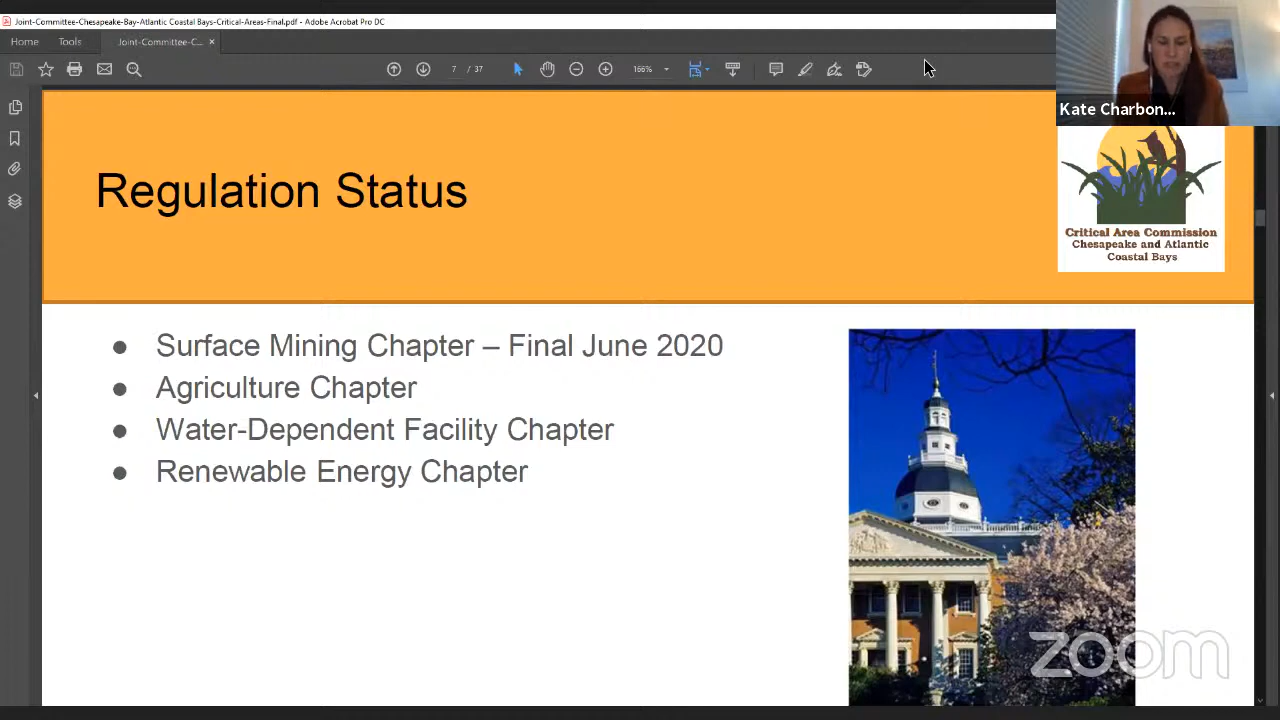 Joint-Committee-Chesapeake-Bay-Atlantic Coastal Bays-Critical-Areas-Final.pdf - Adobe Acrobat Pro DC
Home Tools Joint-Committee-C... ×
7 / 37 166%
Kate Charbon...
Regulation Status
Critical Area Commission
Chesapeake and Atlantic
Coastal Bays
● Surface Mining Chapter – Final June 2020
● Agriculture Chapter
● Water-Dependent Facility Chapter
● Renewable Energy Chapter
zoom